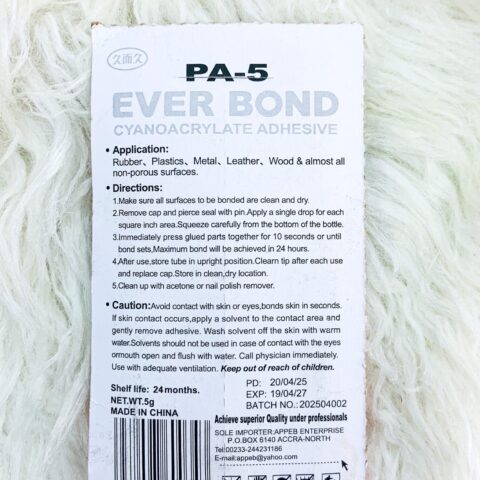 久而久
PA-5
EVER BOND
CYANOACRYLATE ADHESIVE
• Application:
Rubber、Plastics、Metal、Leather、Wood & almost all
non-porous surfaces.
• Directions:
1.Make sure all surfaces to be bonded are clean and dry.
2.Remove cap and pierce seal with pin.Apply a single drop for each
square inch area.Squeeze carefully from the bottom of the bottle.
3.Immediately press glued parts together for 10 seconds or until
bond sets,Maximum bond will be achieved in 24 hours.
4.After use,store tube in upright position.Clearn tip after each use
and replace cap.Store in clean,dry location.
5.Clean up with acetone or nail polish remover.
• Caution:Avoid contact with skin or eyes,bonds skin in seconds.
If skin contact occurs,apply a solvent to the contact area and
gently remove adhesive. Wash solvent off the skin with warm
water.Solvents should not be used in case of contact with the eyes
ormouth open and flush with water. Call physician immediately.
Use with adequate ventilation. Keep out of reach of children.
Shelf life: 24months.
NET.WT.5g
MADE IN CHINA
PD: 20/04/25
EXP: 19/04/27
BATCH NO.:202504002
Achieve superior Quality under professionals
SOLE IMPORTER:APPEB ENTERPRISE
P.O.BOX 6140 ACCRA-NORTH
Tel:00233-244231186
E-mail:appeb@yahoo.com